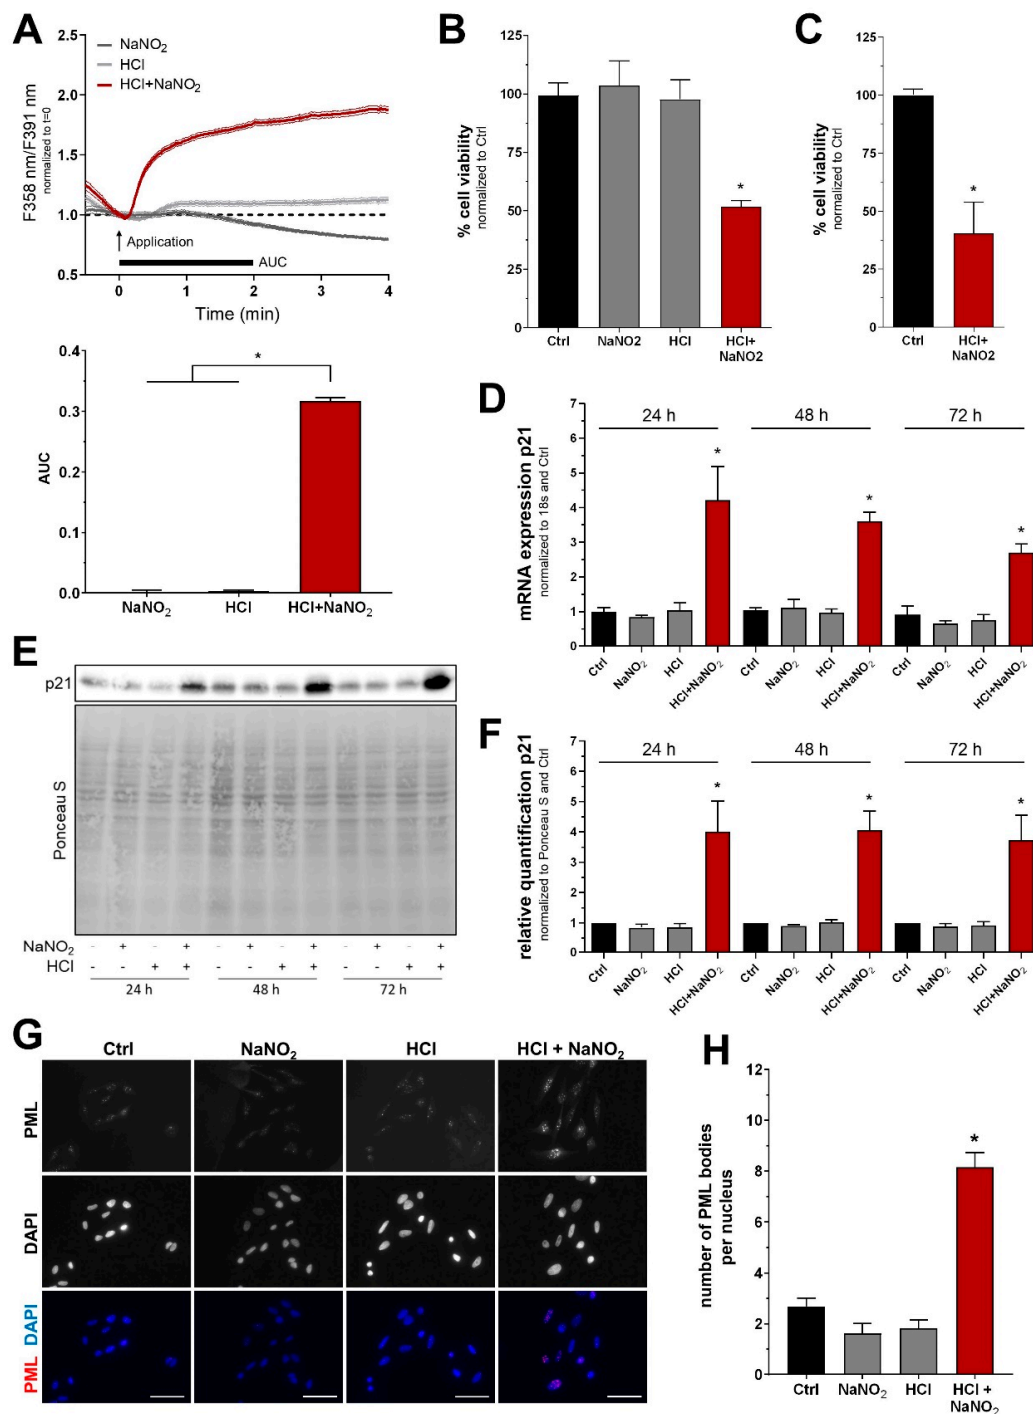 A
NaNO₂
HCl
HCl+NaNO₂
F358 nm/F391 nm
normalized to t=0
2.5
2.0
1.5
1.0
0.5
Application
AUC
0 1 2 3 4
Time (min)
AUC
0.4
0.3
0.2
0.1
0.0
*
NaNO₂ HCl HCl+NaNO₂
B
% cell viability
normalized to Ctrl
125
100
75
50
25
0
*
Ctrl NaNO2 HCl HCl+
NaNO2
C
% cell viability
normalized to Ctrl
125
100
75
50
25
0
*
Ctrl HCl+
NaNO2
D
mRNA expression p21
normalized to 18s and Ctrl
7
6
5
4
3
2
1
0
24 h 48 h 72 h
* * *
Ctrl NaNO₂ HCl HCl+NaNO₂ Ctrl NaNO₂ HCl HCl+NaNO₂ Ctrl NaNO₂ HCl HCl+NaNO₂
E
p21
Ponceau S
NaNO₂ - + - + - + - + - + - +
HCl - - + + - - + + - - + +
24 h 48 h 72 h
F
relative quantification p21
normalized to Ponceau S and Ctrl
7
6
5
4
3
2
1
0
24 h 48 h 72 h
* * *
Ctrl NaNO₂ HCl HCl+NaNO₂ Ctrl NaNO₂ HCl HCl+NaNO₂ Ctrl NaNO₂ HCl HCl+NaNO₂
G
Ctrl NaNO₂ HCl HCl + NaNO₂
PML
DAPI
PML DAPI
H
number of PML bodies
per nucleus
12
10
8
6
4
2
0
*
Ctrl NaNO₂ HCl HCl +
NaNO₂